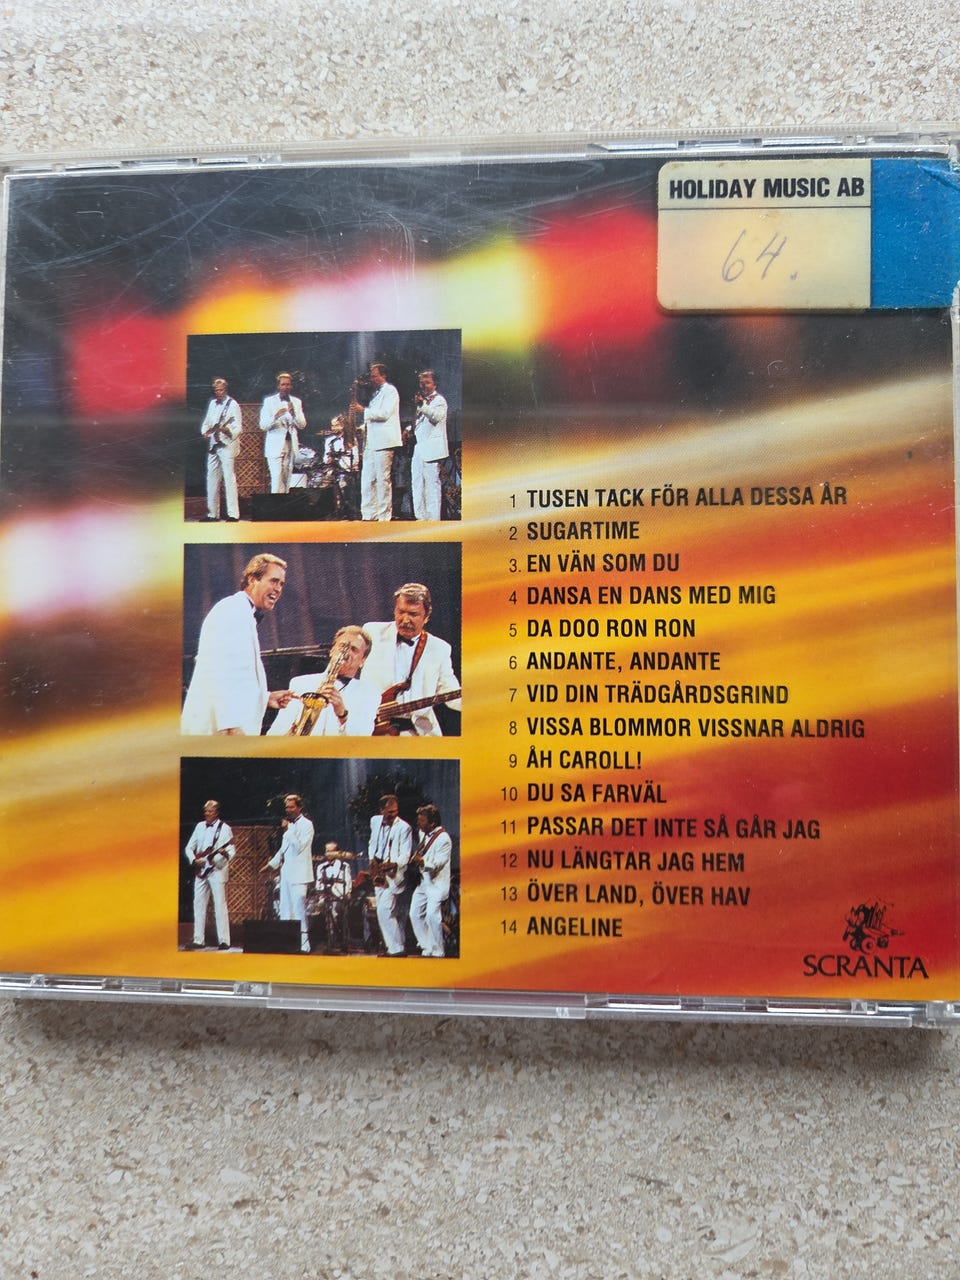 HOLIDAY MUSIC AB
64.
1 TUSEN TACK FÖR ALLA DESSA ÅR
2 SUGARTIME
3. EN VÄN SOM DU
4 DANSA EN DANS MED MIG
5 DA DOO RON RON
6 ANDANTE, ANDANTE
7 VID DIN TRÄDGÅRDSGRIND
8 VISSA BLOMMOR VISSNAR ALDRIG
9 ÅH CAROLL!
10 DU SA FARVÄL
11 PASSAR DET INTE SÅ GÅR JAG
12 NU LÄNGTAR JAG HEM
13 ÖVER LAND, ÖVER HAV
14 ANGELINE
SCRANTA